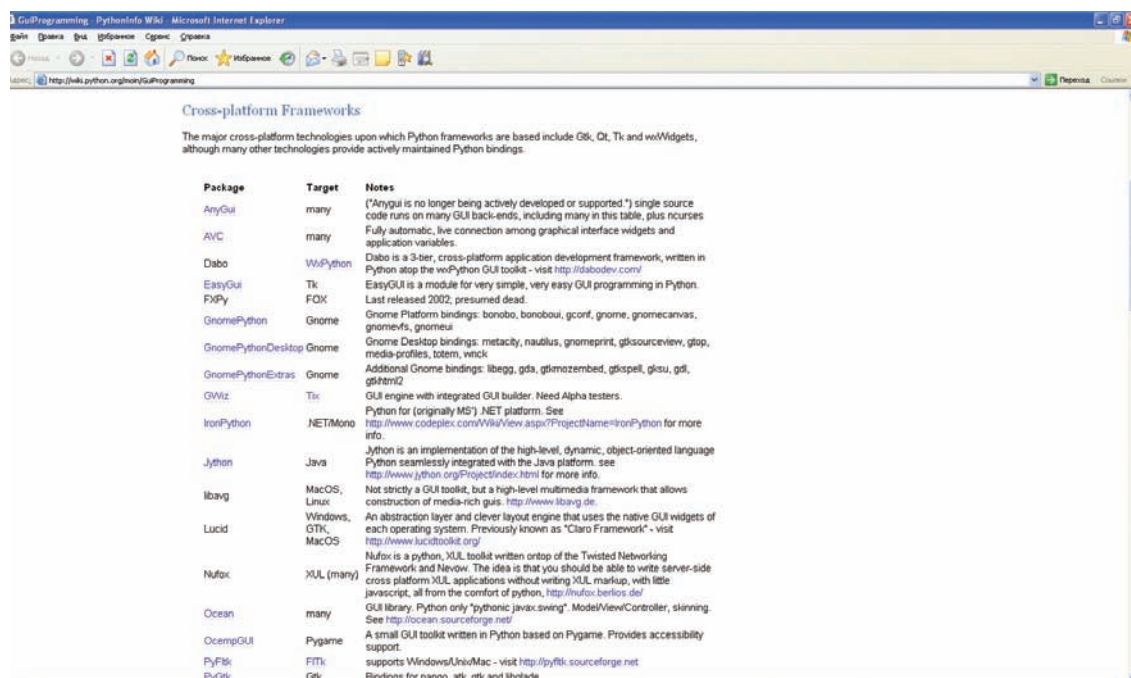 GuiProgramming - PythonInfo Wiki - Microsoft Internet Explorer
Файл Правка Вид Избранное Сервис Справка
Назад Поиск Избранное
Адрес: http://wiki.python.org/moin/GuiProgramming Переход Ссылки
Cross-platform Frameworks
The major cross-platform technologies upon which Python frameworks are based include Gtk, Qt, Tk and wxWidgets,
although many other technologies provide actively maintained Python bindings.
Package Target Notes
AnyGui many ("Anygui is no longer being actively developed or supported.") single source
code runs on many GUI back-ends, including many in this table, plus ncurses
AVC many Fully automatic, live connection among graphical interface widgets and
application variables.
Dabo WxPython Dabo is a 3-tier, cross-platform application development framework, written in
Python atop the wxPython GUI toolkit - visit http://dabodev.com/
EasyGui Tk EasyGUI is a module for very simple, very easy GUI programming in Python.
FXPy FOX Last released 2002; presumed dead.
GnomePython Gnome Gnome Platform bindings: bonobo, bonoboui, gconf, gnome, gnomecanvas,
gnomevfs, gnomeui
GnomePythonDesktop Gnome Gnome Desktop bindings: metacity, nautilus, gnomeprint, gtksourceview, gtop,
media-profiles, totem, wnck
GnomePythonExtras Gnome Additional Gnome bindings: libegg, gda, gtkmozembed, gtkspell, gksu, gdl,
gtkhtml2
GWiz Tix GUI engine with integrated GUI builder. Need Alpha testers.
IronPython .NET/Mono Python for (originally MS') .NET platform. See
http://www.codeplex.com/Wiki/View.aspx?ProjectName=IronPython for more
info.
Jython Java Jython is an implementation of the high-level, dynamic, object-oriented language
Python seamlessly integrated with the Java platform. see
http://www.jython.org/Project/index.html for more info.
libavg MacOS, Linux Not strictly a GUI toolkit, but a high-level multimedia framework that allows
construction of media-rich guis. http://www.libavg.de.
Lucid Windows, GTK, MacOS An abstraction layer and clever layout engine that uses the native GUI widgets of
each operating system. Previously known as "Claro Framework" - visit
http://www.lucidtoolkit.org/
Nufox XUL (many) Nufox is a python, XUL toolkit written ontop of the Twisted Networking
Framework and Nevow. The idea is that you should be able to write server-side
cross platform XUL applications without writing XUL markup, with little
javascript, all from the comfort of python, http://nufox.berlios.de/
Ocean many GUI library. Python only "pythonic javax.swing". Model/View/Controller, skinning.
See http://ocean.sourceforge.net/
OcempGUI Pygame A small GUI toolkit written in Python based on Pygame. Provides accessibility
support.
PyFltk FlTk supports Windows/Unix/Mac - visit http://pyfltk.sourceforge.net
PyGtk Gtk Bindings for pango, atk, gtk and libglade